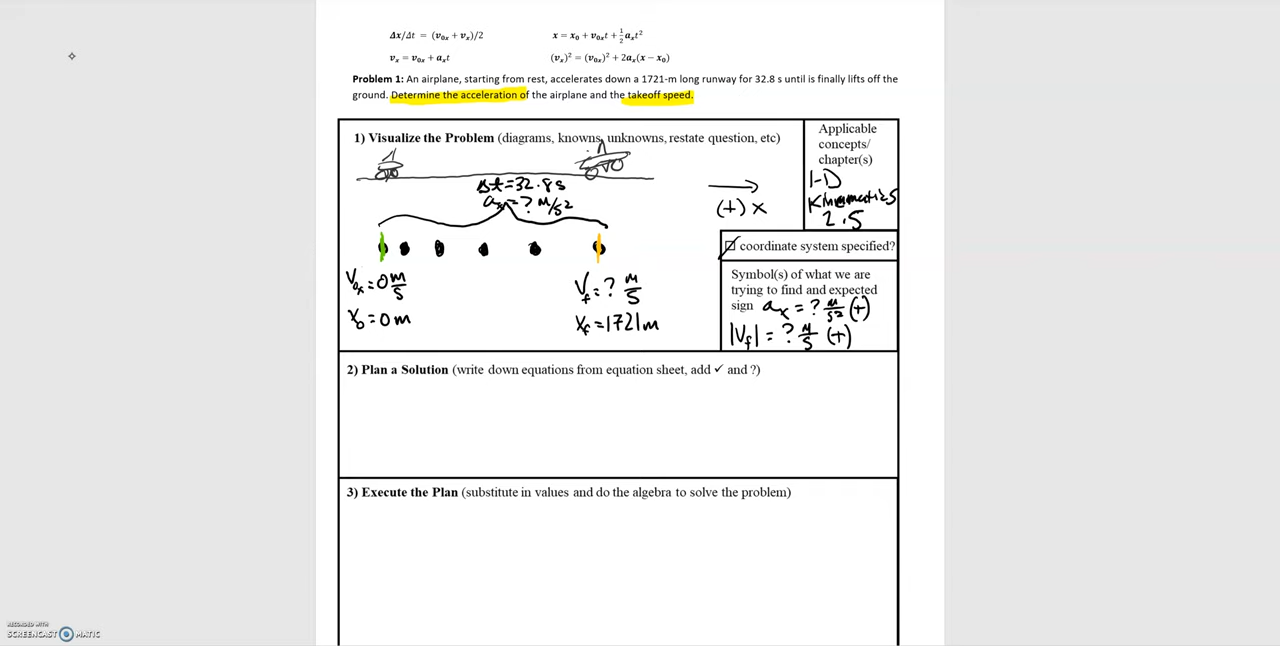 Δx/Δt = (v₀ₓ + vₓ)/2
x = x₀ + v₀ₓt + ½aₓt²
vₓ = v₀ₓ + aₓt
(vₓ)² = (v₀ₓ)² + 2aₓ(x − x₀)
Problem 1: An airplane, starting from rest, accelerates down a 1721-m long runway for 32.8 s until is finally lifts off the
ground. Determine the acceleration of the airplane and the takeoff speed.
1) Visualize the Problem (diagrams, knowns, unknowns, restate question, etc)
Δt=32.8s
aₓ=? m/s²
V₀ₓ=0 m/s
X₀=0m
V_f=? m/s
X_f=1721m
(+) x
Applicable
concepts/
chapter(s)
1-D
Kinematics
2.5
coordinate system specified?
Symbol(s) of what we are
trying to find and expected
sign aₓ=? m/s² (+)
|V_f|=? m/s (+)
2) Plan a Solution (write down equations from equation sheet, add ✓ and ?)
3) Execute the Plan (substitute in values and do the algebra to solve the problem)
RECORDED WITH
SCREENCAST MATIC